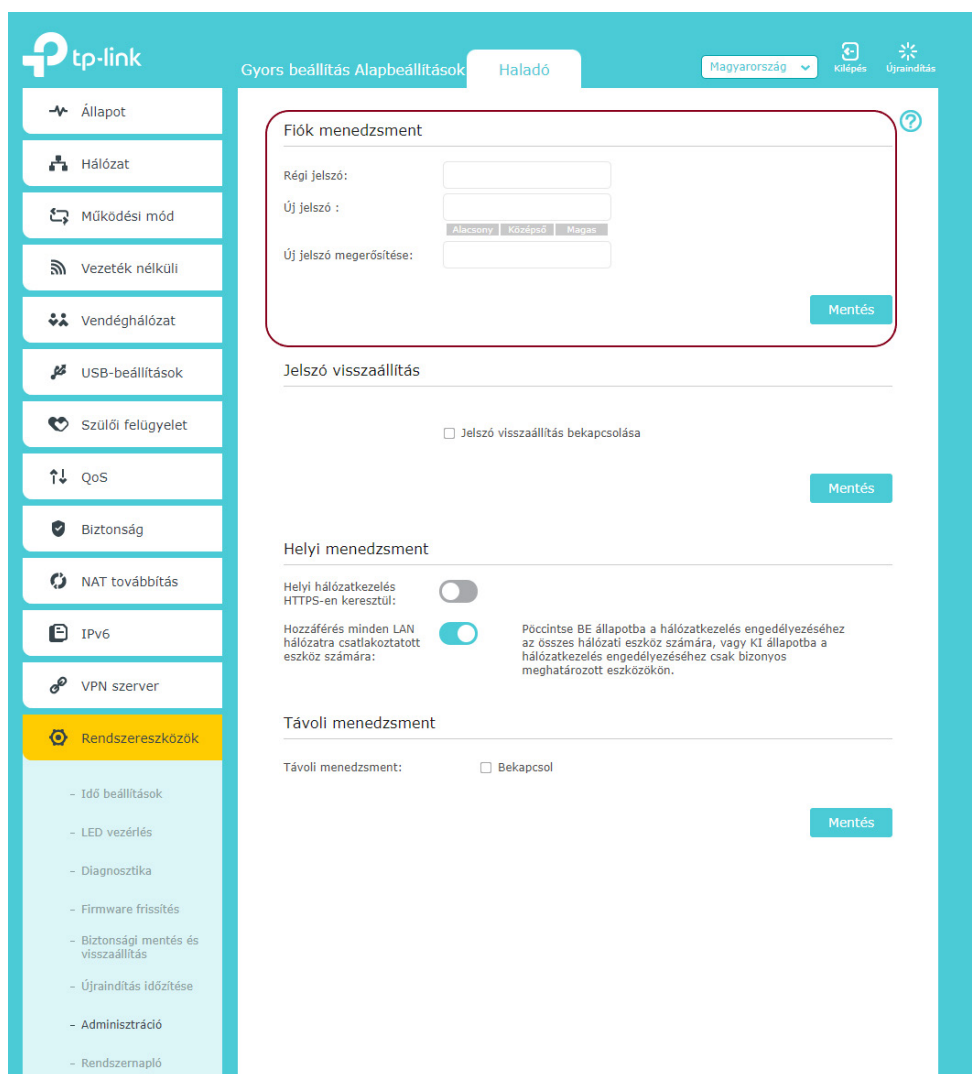 tp-link
Gyors beállítás Alapbeállítások Haladó Magyarország Kilépés Újraindítás
Állapot
Hálózat
Működési mód
Vezeték nélküli
Vendéghálózat
USB-beállítások
Szülői felügyelet
QoS
Biztonság
NAT továbbítás
IPv6
VPN szerver
Rendszereszközök
- Idő beállítások
- LED vezérlés
- Diagnosztika
- Firmware frissítés
- Biztonsági mentés és
visszaállítás
- Újraindítás időzítése
- Adminisztráció
- Rendszernapló
?
Fiók menedzsment
Régi jelszó:
Új jelszó :
Alacsony Középső Magas
Új jelszó megerősítése:
Mentés
Jelszó visszaállítás
Jelszó visszaállítás bekapcsolása
Mentés
Helyi menedzsment
Helyi hálózatkezelés
HTTPS-en keresztül:
Hozzáférés minden LAN
hálózatra csatlakoztatott
eszköz számára:
Pöccintse BE állapotba a hálózatkezelés engedélyezéséhez
az összes hálózati eszköz számára, vagy KI állapotba a
hálózatkezelés engedélyezéséhez csak bizonyos
meghatározott eszközökön.
Távoli menedzsment
Távoli menedzsment: Bekapcsol
Mentés